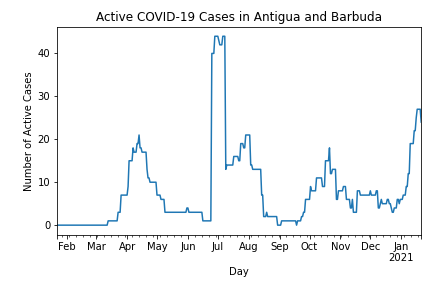 Active COVID-19 Cases in Antigua and Barbuda
Number of Active Cases
40
30
20
10
0
Feb Mar Apr May Jun Jul Aug Sep Oct Nov Dec Jan
2021
Day